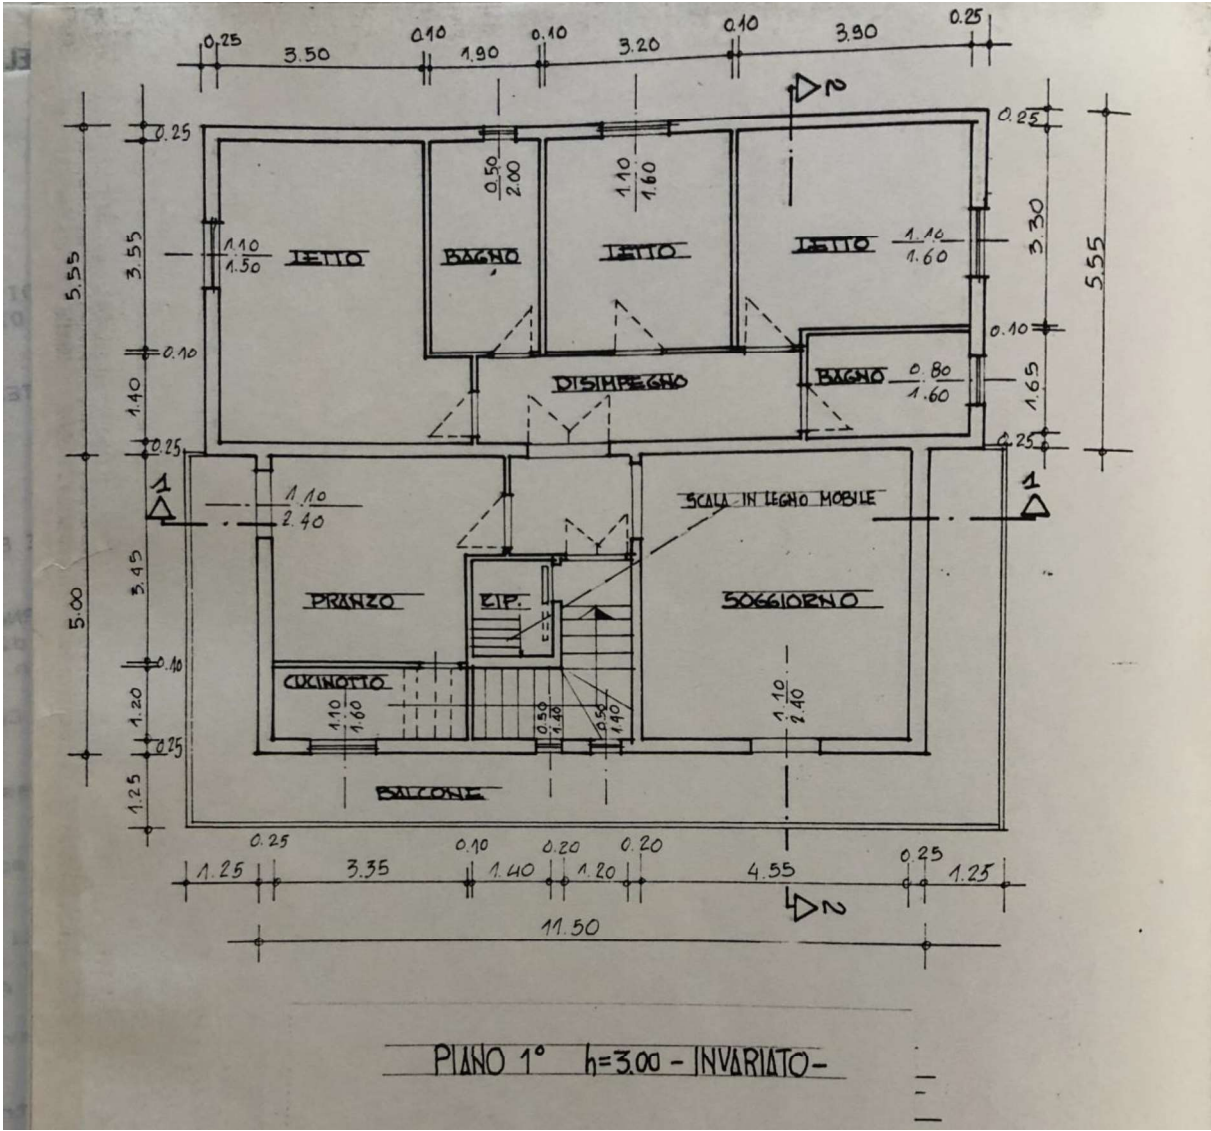 0.25 3.50 0.10 1.90 0.10 3.20 0.10 3.90 0.25
2
0.25 0.25
0.50
2.00
1.10
1.60
5.55 3.55 3.30 5.55
1.10
1.50
LETTO BAGNO LETTO LETTO
1.10
1.60
0.10 0.10
1.40 DISIMPEGNO BAGNO
0.80
1.60
1.65
0.25 0.25
1 1
1.10
2.40
SCALA IN LEGNO MOBILE
5.00 3.45
PRANZO RIP. SOGGIORNO
0.10
CUCINOTTO
1.20
1.10
1.60
0.50
1.40
0.50
1.40
1.10
2.40
0.25
1.25 BALCONE
0.25 0.10 0.20 0.20 0.25
1.25 3.35 1.40 1.20 4.55 1.25
2
11.50
PIANO 1° h=3.00 - INVARIATO -